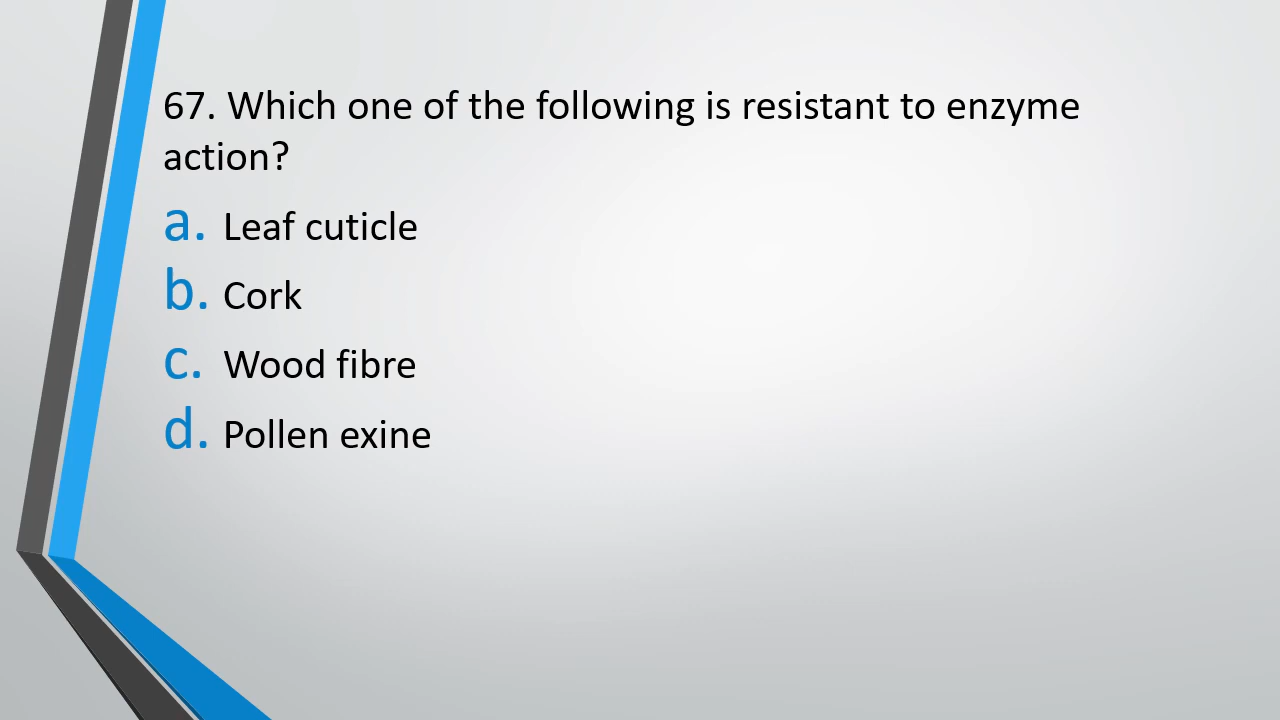 67. Which one of the following is resistant to enzyme
action?
a. Leaf cuticle
b. Cork
c. Wood fibre
d. Pollen exine